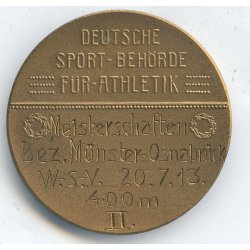 DEUTSCHE
SPORT-BEHÖRDE
FÜR-ATHLETIK
Meisterschaften
Bez. Münster-Osnabrück
W.S.V. 20.7.13.
400m
II.